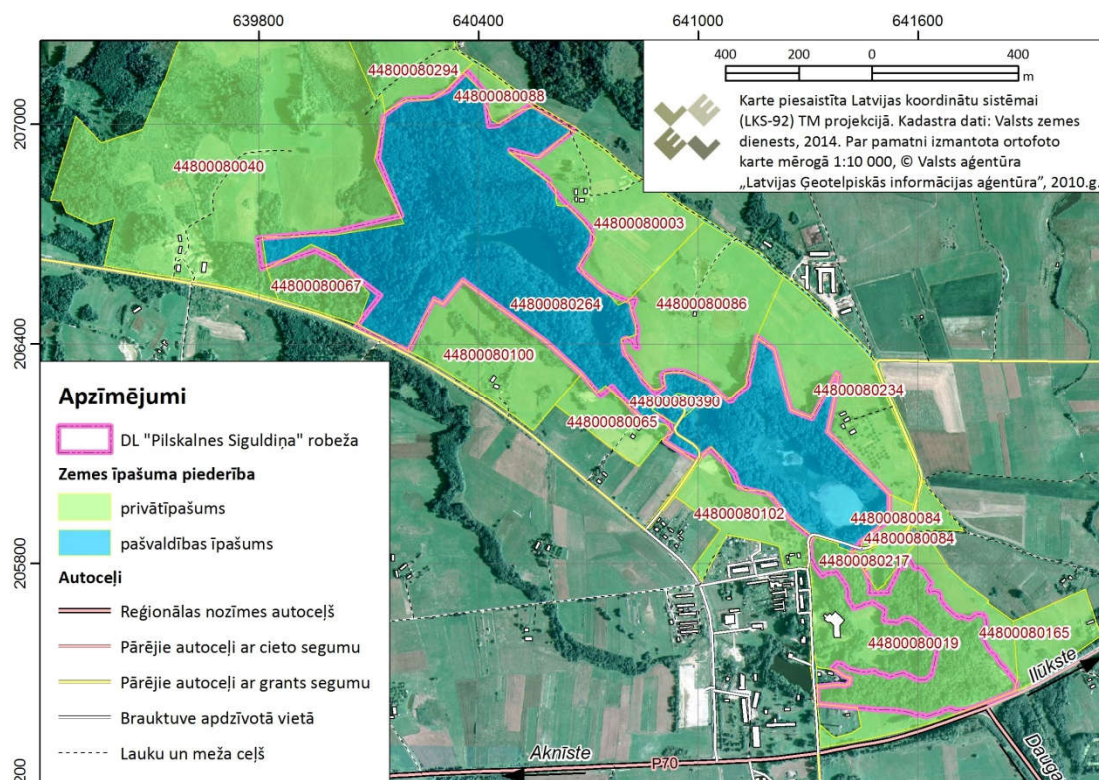 639800
640400
641000
641600
400
200
0
400
m
Karte piesaistīta Latvijas koordinātu sistēmai
(LKS-92) TM projekcijā. Kadastra dati: Valsts zemes
dienests, 2014. Par pamatni izmantota ortofoto
karte mērogā 1:10 000, © Valsts aģentūra
„Latvijas Ģeotelpiskās informācijas aģentūra”, 2010.g.
207000
206400
205800
200
44800080294
44800080088
44800080040
44800080003
44800080067
44800080264
44800080086
44800080100
44800080234
44800080390
44800080065
44800080102
44800080084
44800080084
44800080217
44800080019
44800080165
Apzīmējumi
DL "Pilskalnes Siguldiņa" robeža
Zemes īpašuma piederība
privātīpašums
pašvaldības īpašums
Autoceļi
Reģionālas nozīmes autoceļš
Pārējie autoceļi ar cieto segumu
Pārējie autoceļi ar grants segumu
Brauktuve apdzīvotā vietā
Lauku un meža ceļš
Ilūkste
Akniste
P70
Dauga